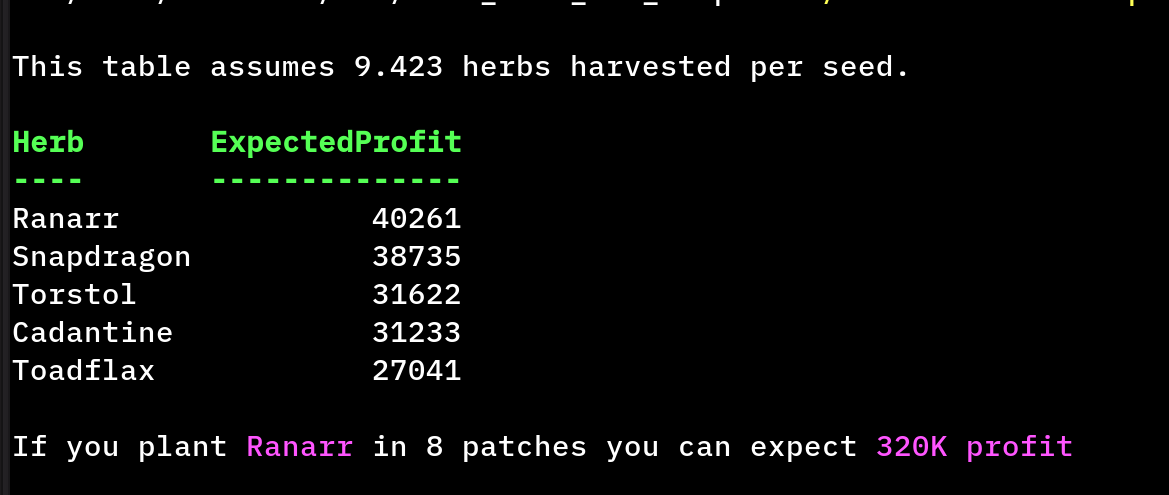 This table assumes 9.423 herbs harvested per seed.
Herb ExpectedProfit
---- --------------
Ranarr 40261
Snapdragon 38735
Torstol 31622
Cadantine 31233
Toadflax 27041
If you plant Ranarr in 8 patches you can expect 320K profit